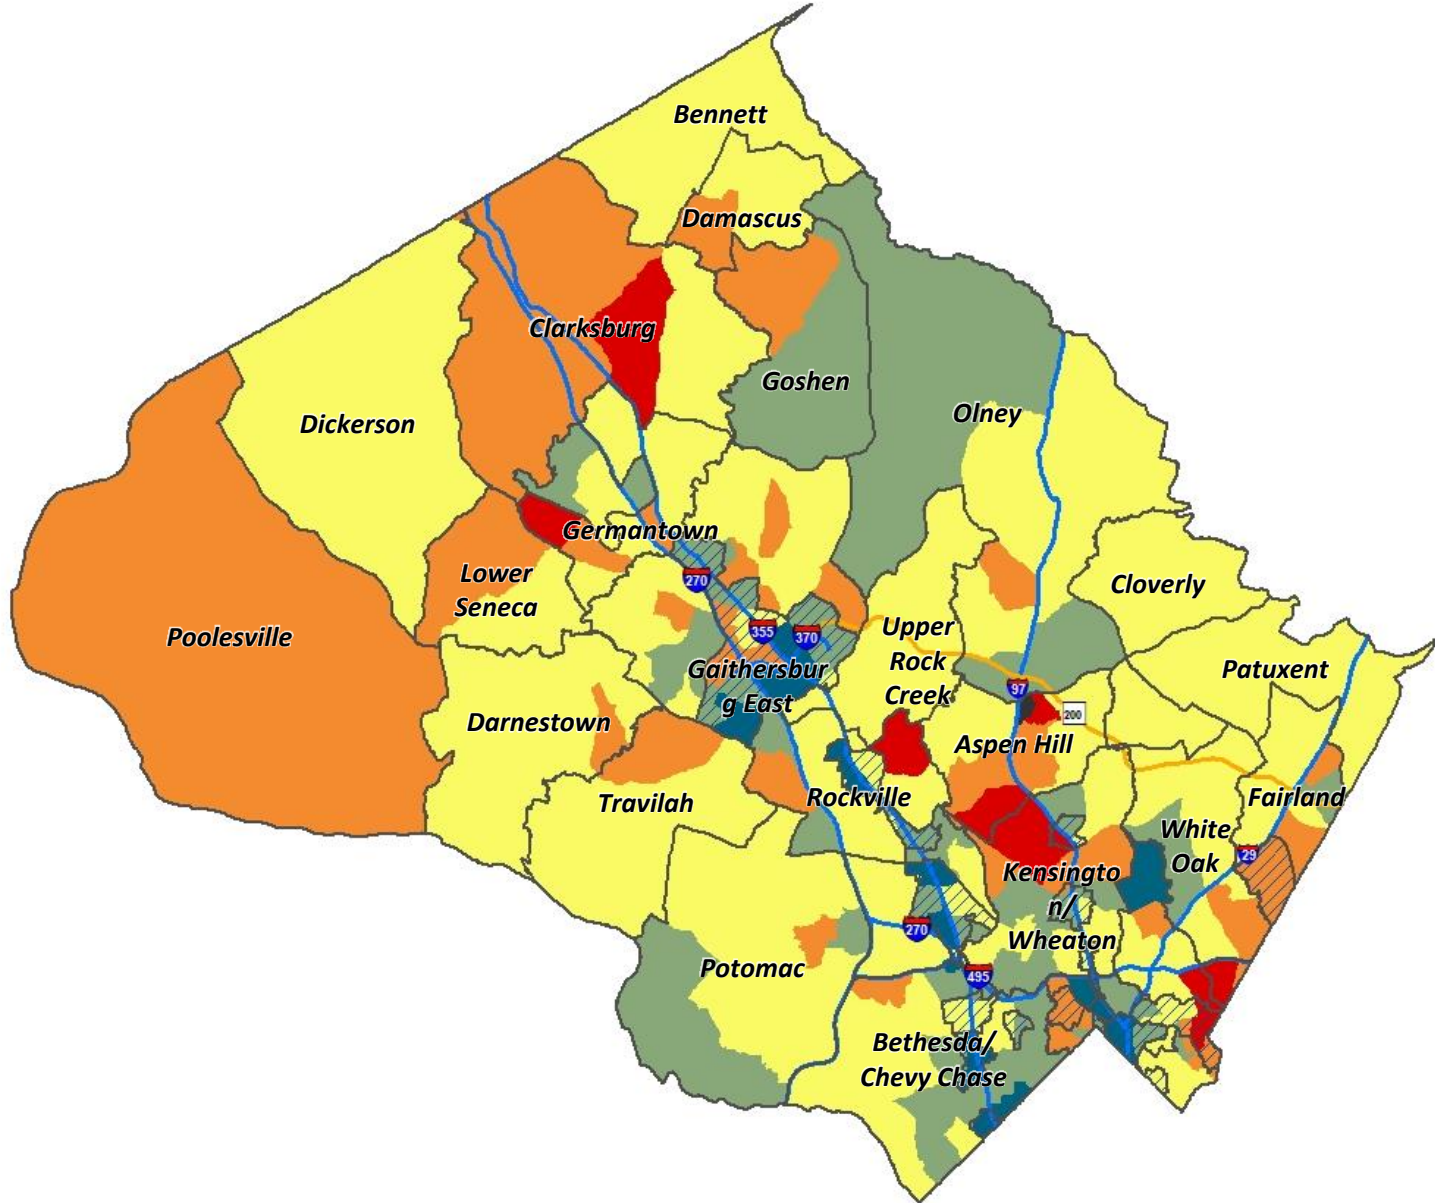 Bennett
Damascus
Clarksburg
Goshen
Dickerson
Olney
Germantown
270
Lower
Seneca
Cloverly
Poolesville
355
370
Upper
Rock
Creek
Gaithersbur
g East
Patuxent
97
200
Darnestown
Aspen Hill
Travilah
Rockville
Fairland
White
Oak
29
Kensingto
n/
Wheaton
270
Potomac
495
Bethesda/
Chevy Chase